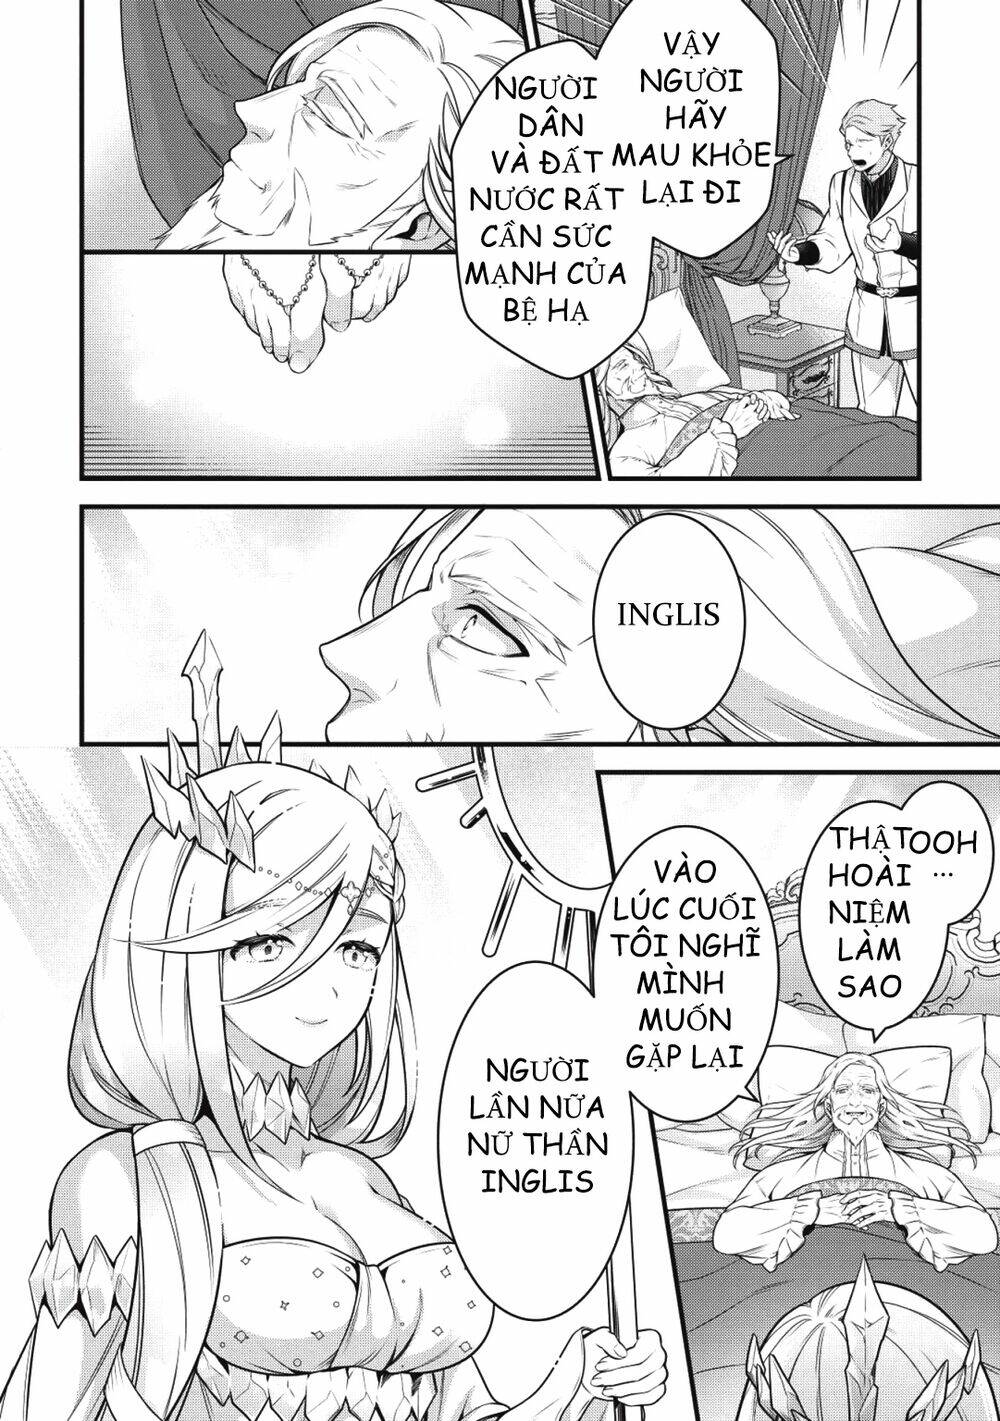 VẬY
NGƯỜI
HÃY
MAU KHỎE
LẠI ĐI
NGƯỜI
DÂN
VÀ ĐẤT
NƯỚC RẤT
CẦN SỨC
MẠNH CỦA
BỆ HẠ
INGLIS
OOH
...
THẬT
HOÀI
NIỆM
LÀM
SAO
VÀO
LÚC CUỐI
TÔI NGHĨ
MÌNH
MUỐN
GẶP LẠI
NGƯỜI
LẦN NỮA
NỮ THẦN
INGLIS